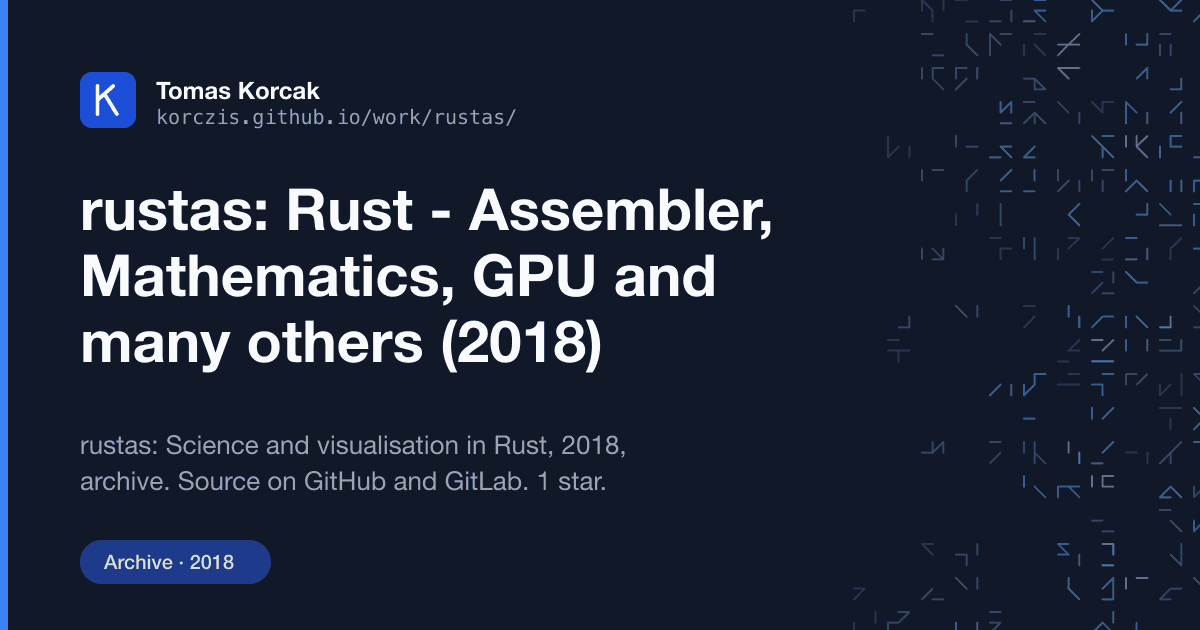 K
Tomas Korcak
korczis.github.io/work/rustas/
rustas: Rust - Assembler,
Mathematics, GPU and
many others (2018)
rustas: Science and visualisation in Rust, 2018,
archive. Source on GitHub and GitLab. 1 star.
Archive · 2018